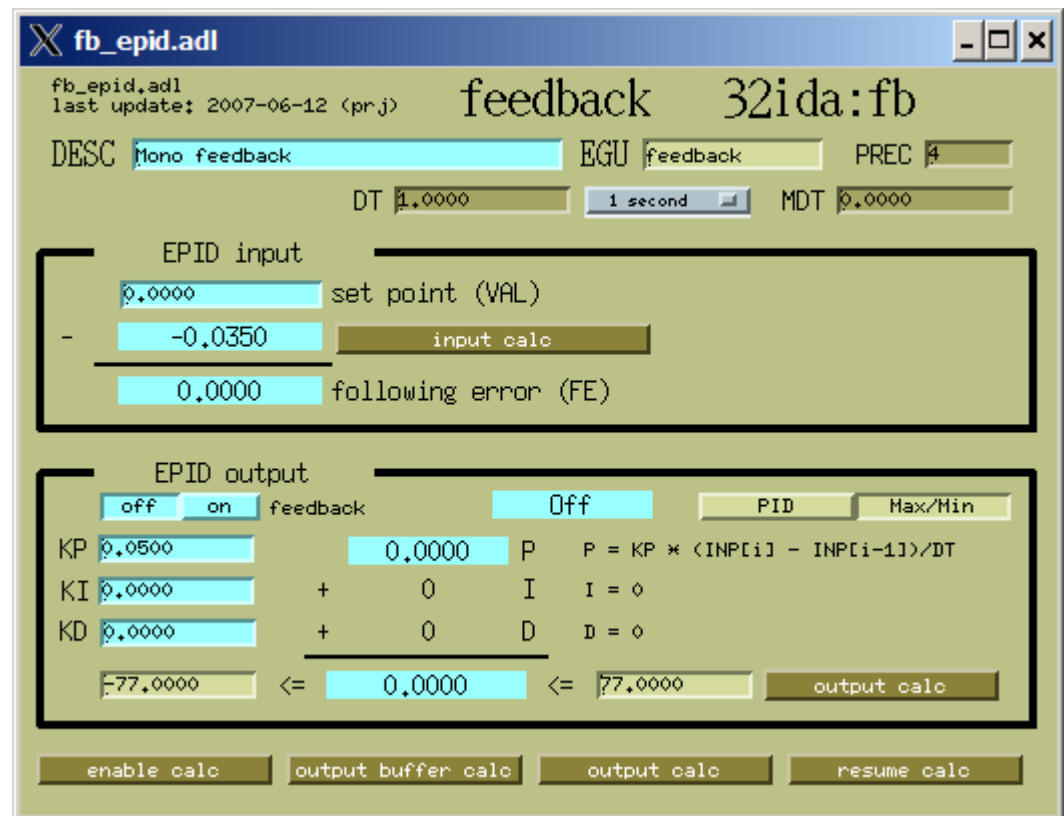 fb_epid.adl
fb_epid.adl
last update: 2007-06-12 (prj)
feedback 32ida:fb
DESC Mono feedback EGU feedback PREC 4
DT 1.0000 1 second MDT 0.0000
EPID input
0.0000 set point (VAL)
- -0.0350 input calc
0.0000 following error (FE)
EPID output
off on feedback Off PID Max/Min
KP 0.0500 0.0000 P P = KP * (INP[i] - INP[i-1])/DT
KI 0.0000 + 0 I I = 0
KD 0.0000 + 0 D D = 0
-77.0000 <= 0.0000 <= 77.0000 output calc
enable calc output buffer calc output calc resume calc